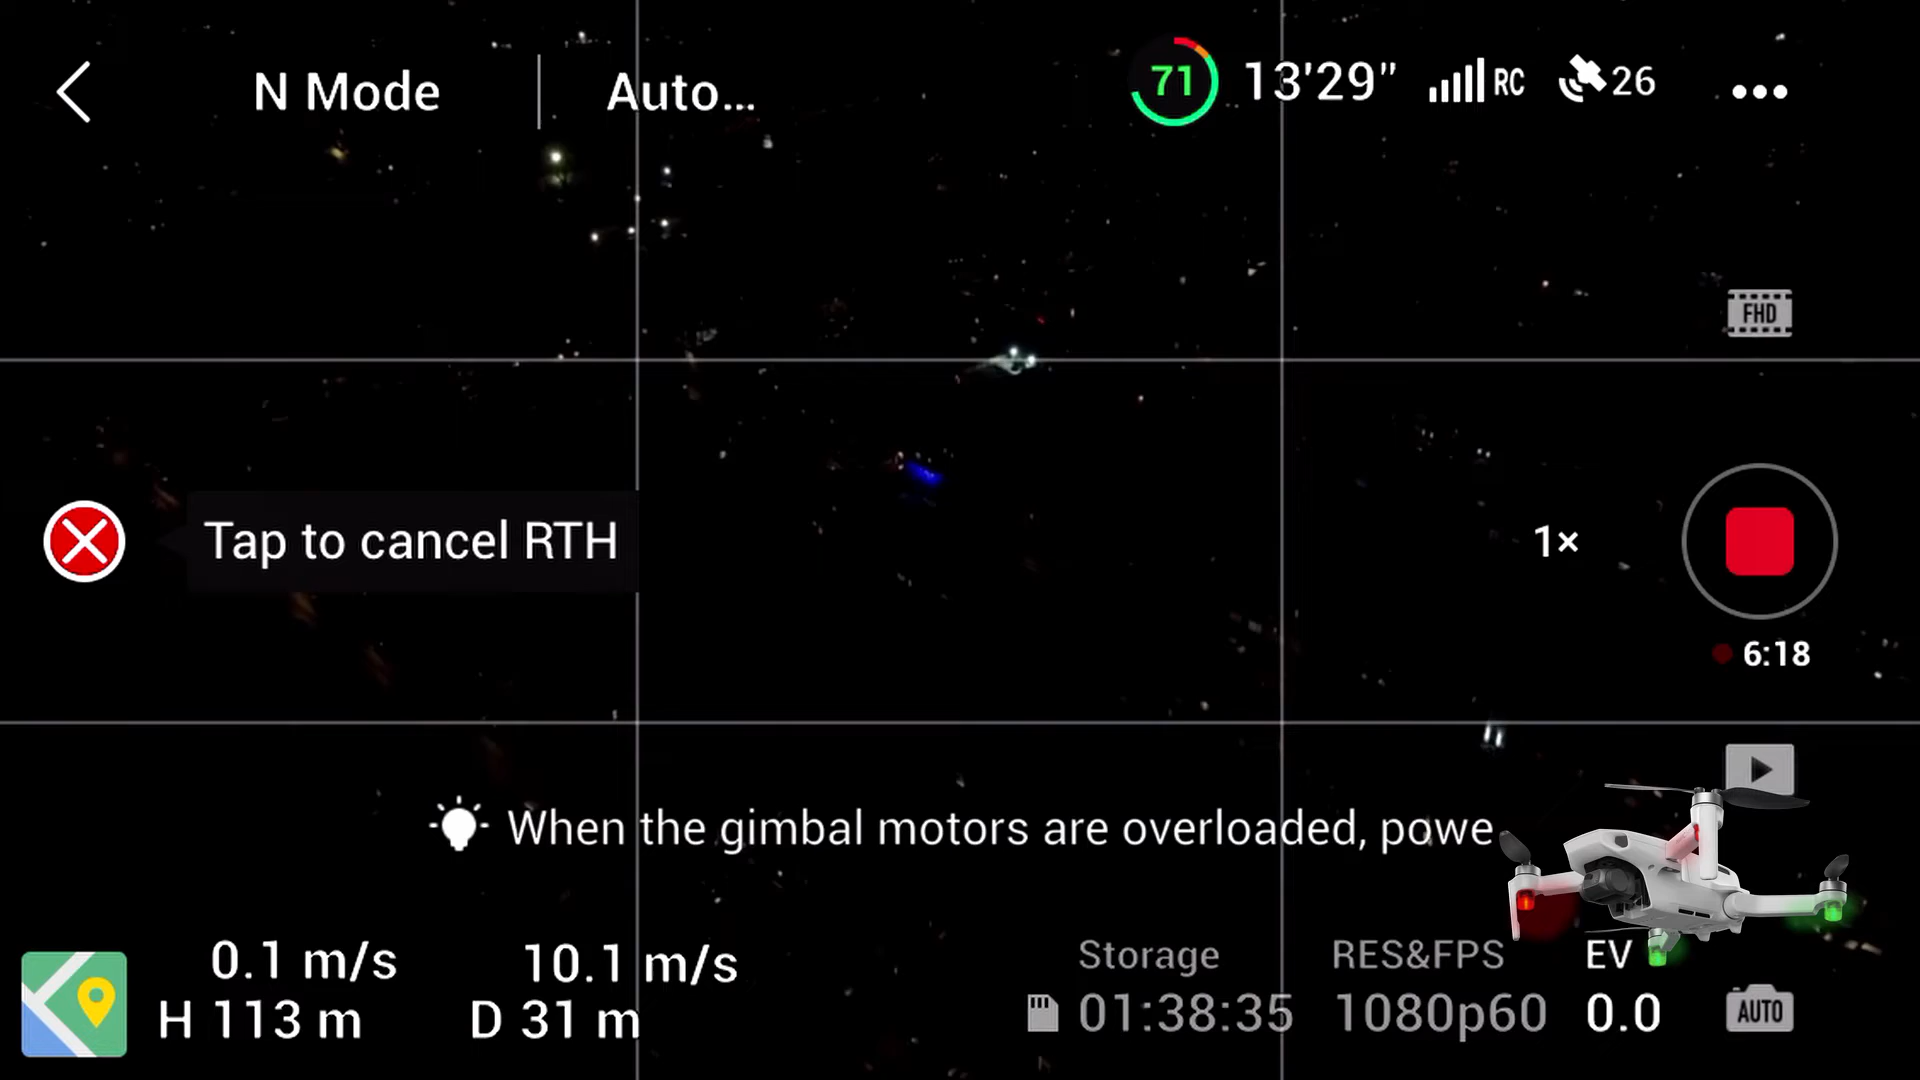 N Mode
Auto...
71
13'29"
RC
26
FHD
Tap to cancel RTH
1×
6:18
When the gimbal motors are overloaded, powe
0.1 m/s
10.1 m/s
H 113 m
D 31 m
Storage
01:38:35
RES&FPS
1080p60
EV
0.0
AUTO